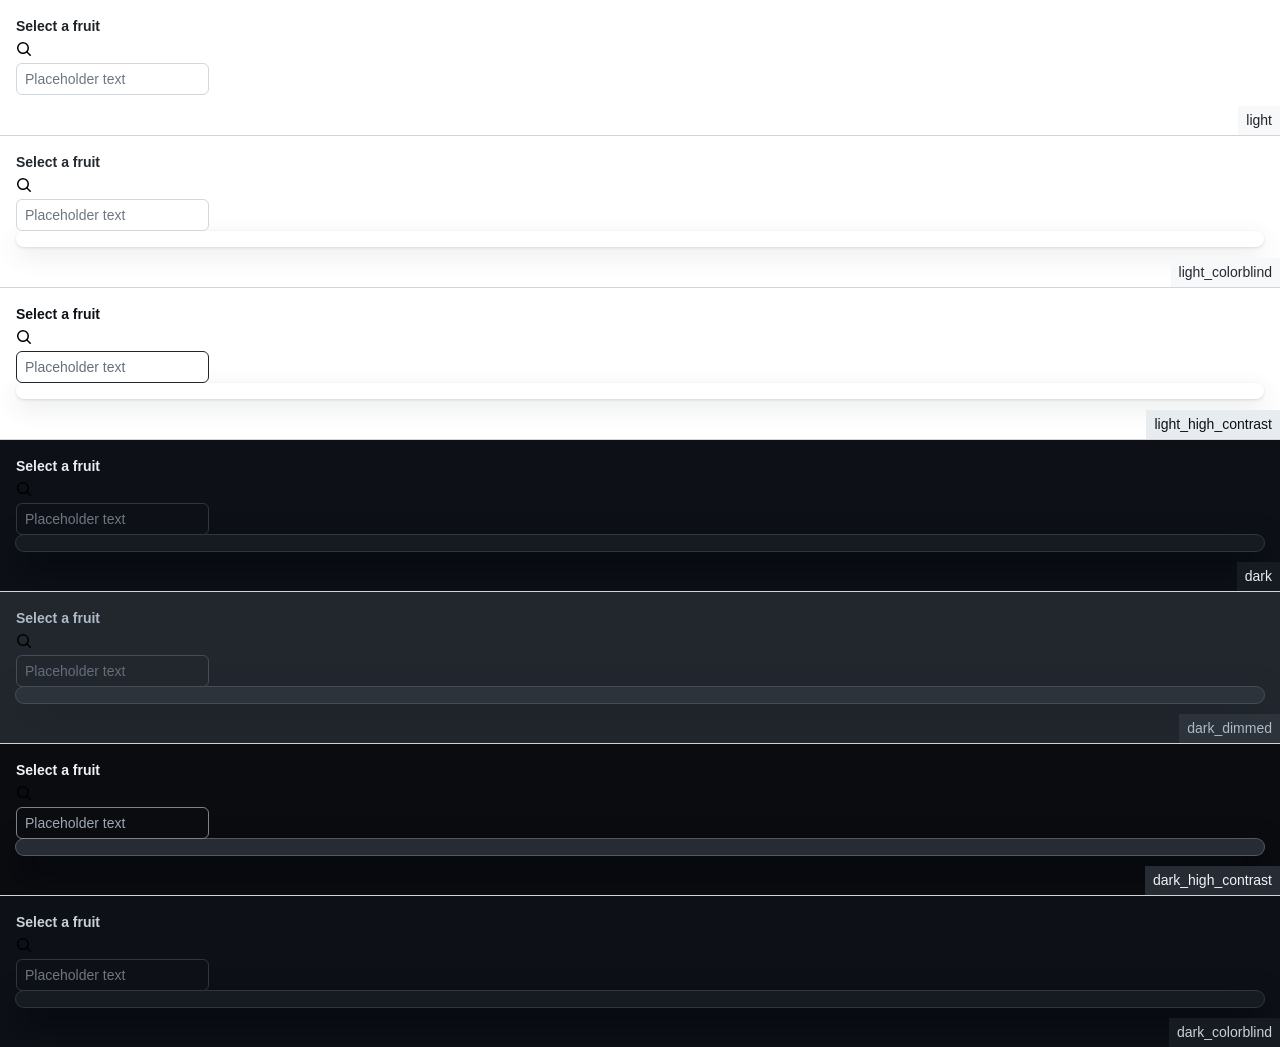 Select a fruit
Placeholder text
light
Select a fruit
Placeholder text
light_colorblind
Select a fruit
Placeholder text
light_high_contrast
Select a fruit
Placeholder text
dark
Select a fruit
Placeholder text
dark_dimmed
Select a fruit
Placeholder text
dark_high_contrast
Select a fruit
Placeholder text
dark_colorblind